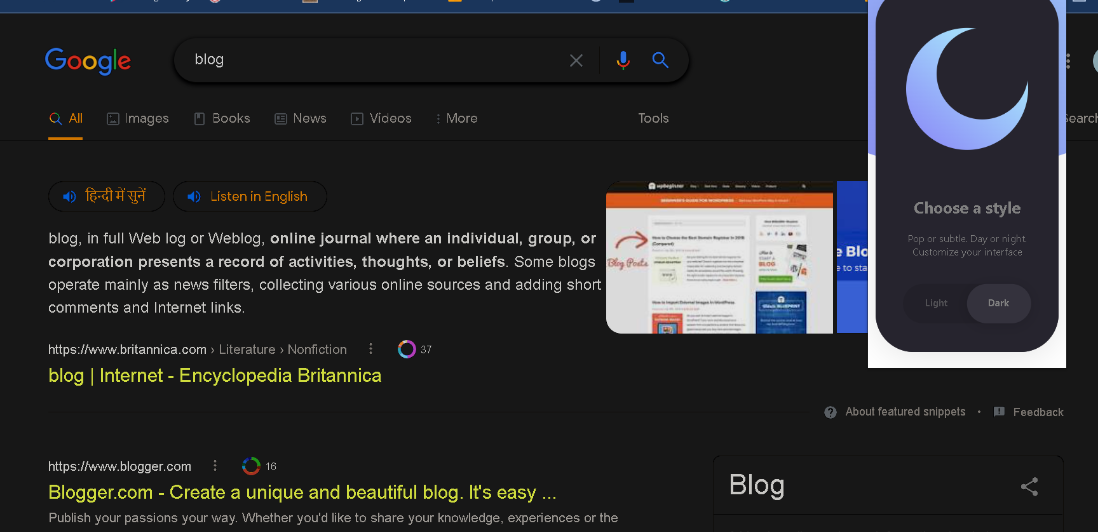 Google
blog
All
Images
Books
News
Videos
More
Tools
Search
हिन्दी में सुनें
Listen in English
blog, in full Web log or Weblog, online journal where an individual, group, or
corporation presents a record of activities, thoughts, or beliefs. Some blogs
operate mainly as news filters, collecting various online sources and adding short
comments and Internet links.
https://www.britannica.com › Literature › Nonfiction
37
blog | Internet - Encyclopedia Britannica
Blog Posts
Choose a style
Pop or subtle. Day or night
Customize your interface
Light
Dark
About featured snippets
Feedback
https://www.blogger.com
16
Blogger.com - Create a unique and beautiful blog. It's easy ...
Publish your passions your way. Whether you'd like to share your knowledge, experiences or the
Blog